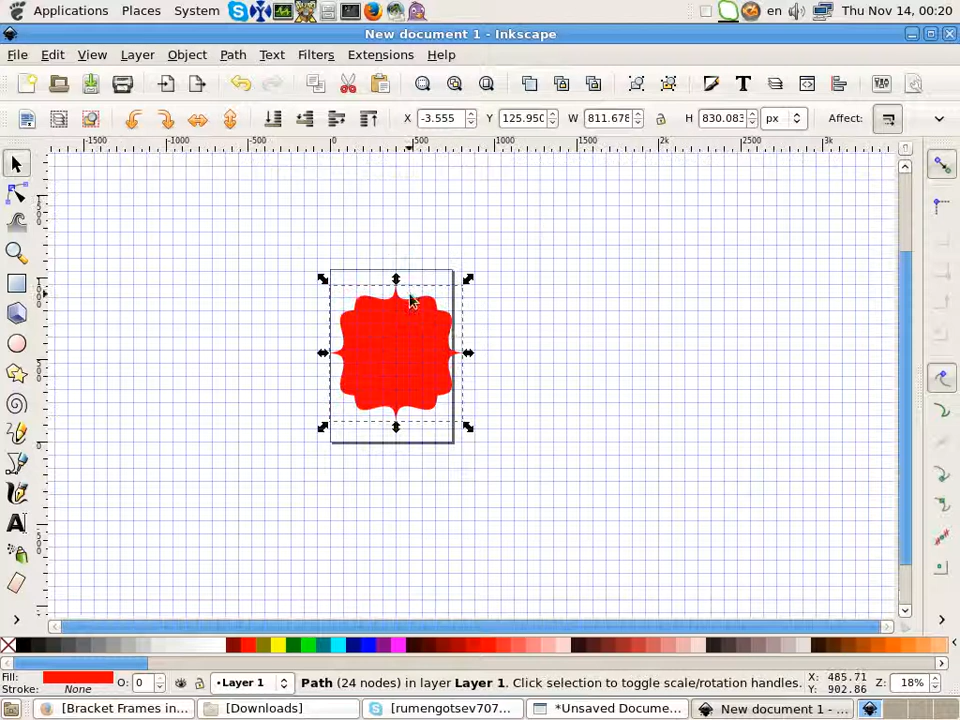 Applications Places System en Thu Nov 14, 00:20
New document 1 - Inkscape
File Edit View Layer Object Path Text Filters Extensions Help
X -3.555 Y 125.950 W 811.678 H 830.083 px Affect:
-1500 -1000 -500 0 500 1000 1500 2k 3k
Fill: O: 0 Layer 1 Path (24 nodes) in layer Layer 1. Click selection to toggle scale/rotation handles. X: 485.71 Z: 18%
Stroke: None Y: 902.86
[Bracket Frames in... [Downloads] [rumengotsev707... *Unsaved Docume... New document 1 - ...